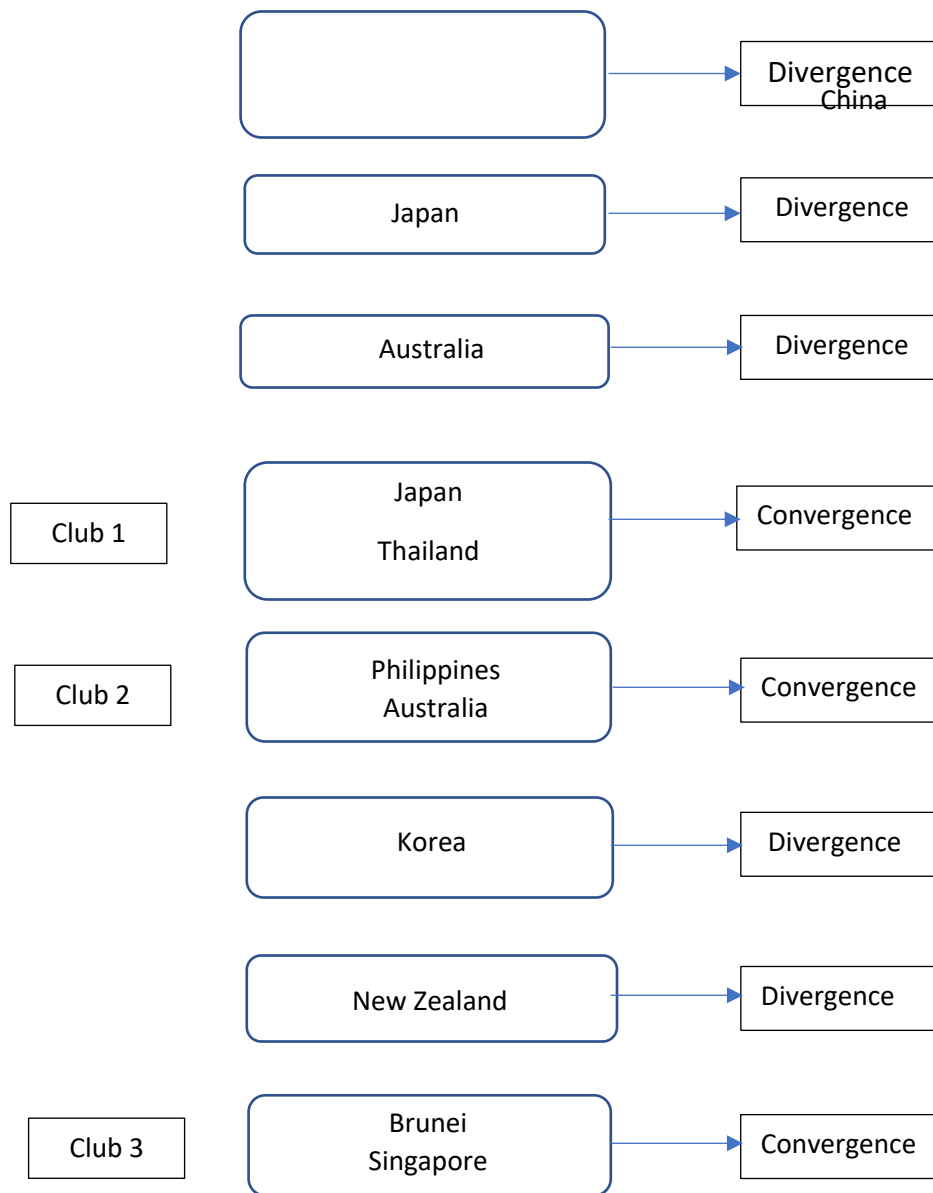 Divergence
China
Japan
Divergence
Australia
Divergence
Club 1
Japan
Thailand
Convergence
Club 2
Philippines
Australia
Convergence
Korea
Divergence
New Zealand
Divergence
Club 3
Brunei
Singapore
Convergence